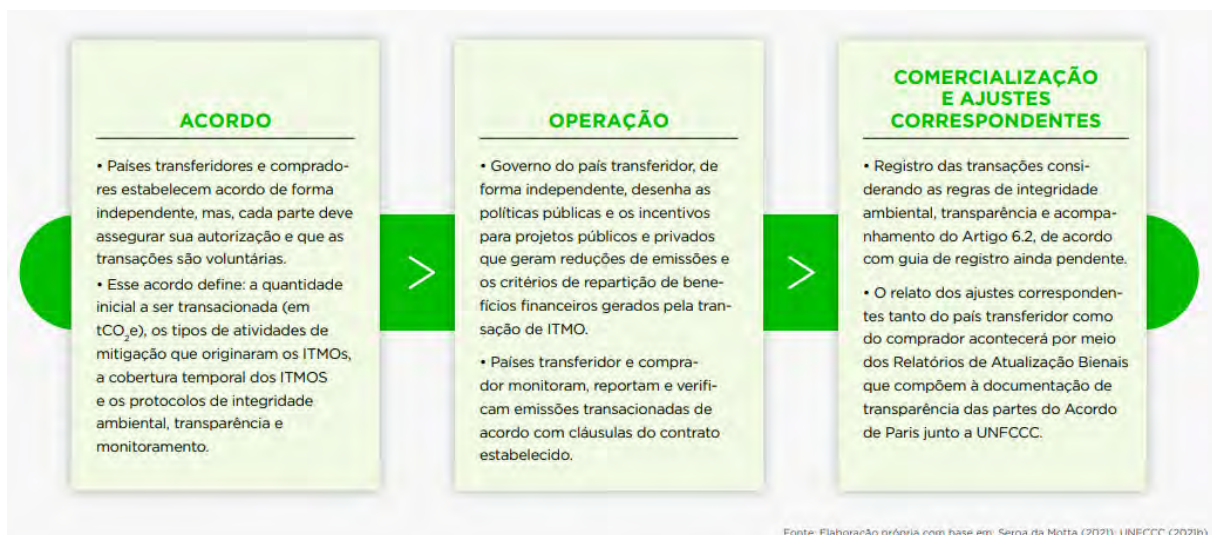 ACORDO
• Países transferidores e comprado-
res estabelecem acordo de forma
independente, mas, cada parte deve
assegurar sua autorização e que as
transações são voluntárias.
• Esse acordo define: a quantidade
inicial a ser transacionada (em
tCO₂e), os tipos de atividades de
mitigação que originaram os ITMOs,
a cobertura temporal dos ITMOS
e os protocolos de integridade
ambiental, transparência e
monitoramento.
>
OPERAÇÃO
• Governo do país transferidor, de
forma independente, desenha as
políticas públicas e os incentivos
para projetos públicos e privados
que geram reduções de emissões e
os critérios de repartição de bene-
fícios financeiros gerados pela tran-
sação de ITMO.
• Países transferidor e compra-
dor monitoram, reportam e verifi-
cam emissões transacionadas de
acordo com cláusulas do contrato
estabelecido.
>
COMERCIALIZAÇÃO
E AJUSTES
CORRESPONDENTES
• Registro das transações consi-
derando as regras de integridade
ambiental, transparência e acompa-
nhamento do Artigo 6.2, de acordo
com guia de registro ainda pendente.
• O relato dos ajustes corresponden-
tes tanto do país transferidor como
do comprador acontecerá por meio
dos Relatórios de Atualização Bienais
que compõem à documentação de
transparência das partes do Acordo
de Paris junto a UNFCCC.
Fonte: Elaboração própria com base em: Seroa da Motta (2021); UNFCCC (2021b)